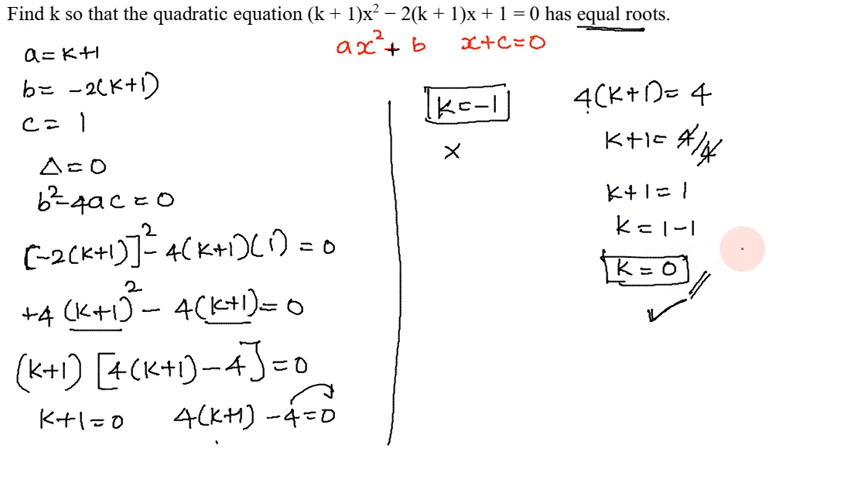 Find k so that the quadratic equation (k + 1)x² − 2(k + 1)x + 1 = 0 has equal roots.
ax² + b x + c = 0
a = k+1
b = -2(k+1)
c = 1
Δ = 0
b² - 4ac = 0
[-2(k+1)]² - 4(k+1)(1) = 0
+4 (k+1)² - 4(k+1) = 0
(k+1) [4(k+1) - 4] = 0
k+1 = 0 4(k+1) - 4 = 0
k = -1
×
4(k+1) = 4
k+1 = 4/4
k+1 = 1
k = 1-1
k = 0